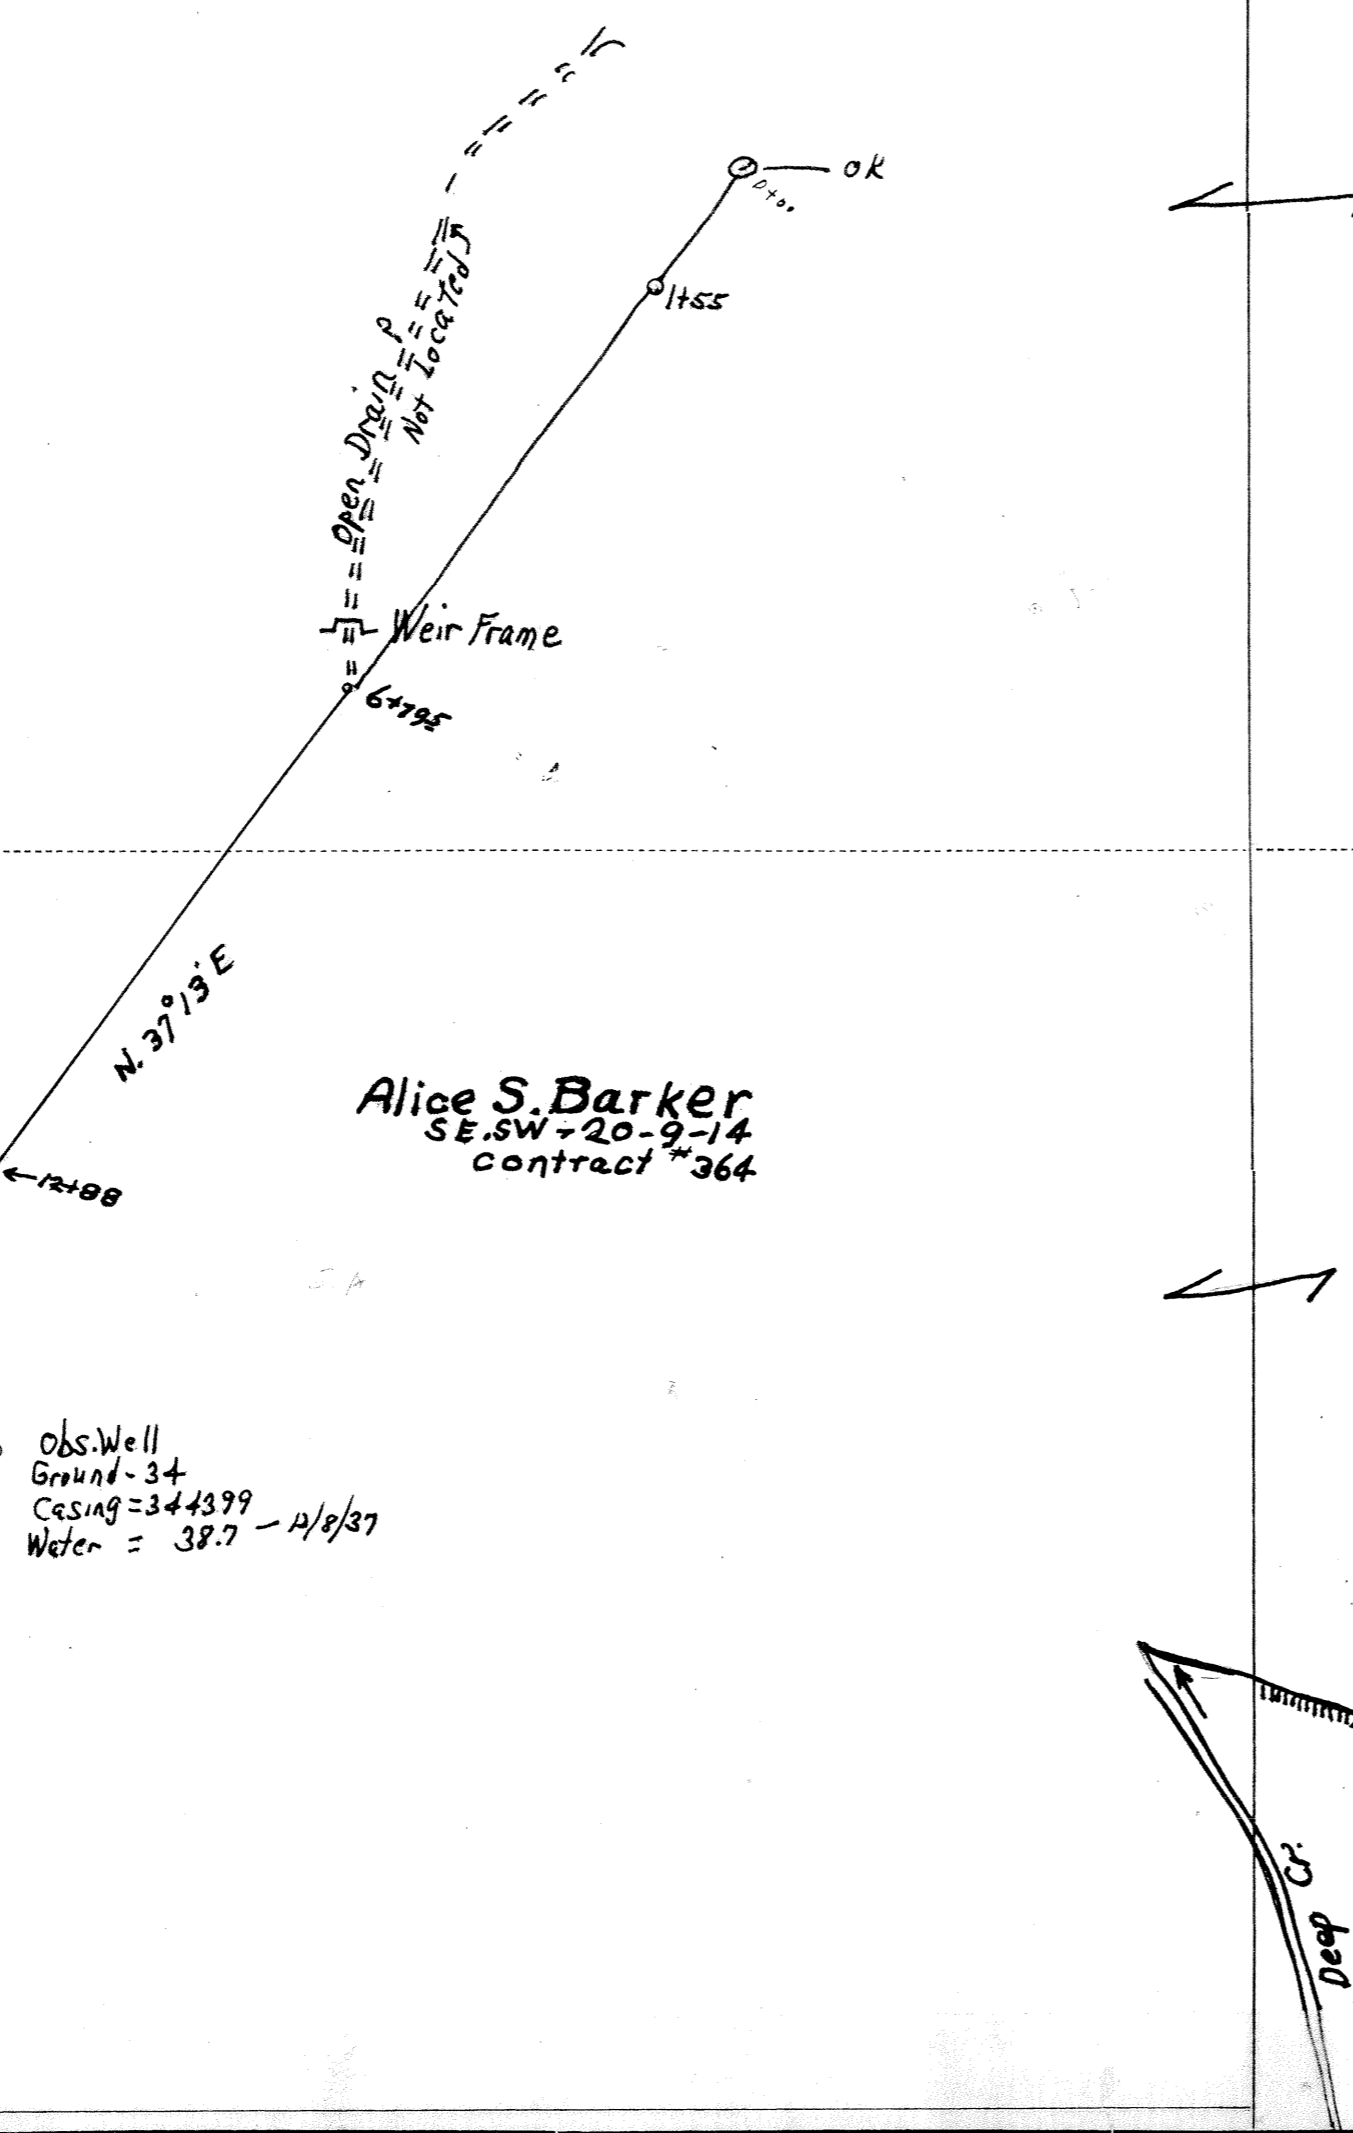 OK
0+00
1+55
Open Drain
Not Located
Weir Frame
6+795
N. 37° 13' E
Alice S. Barker
SE.SW - 20-9-14
contract #364
12+88
Obs. Well
Ground - 34
Casing = 344399
Water = 38.7 - 12/8/37
Deep Cr.